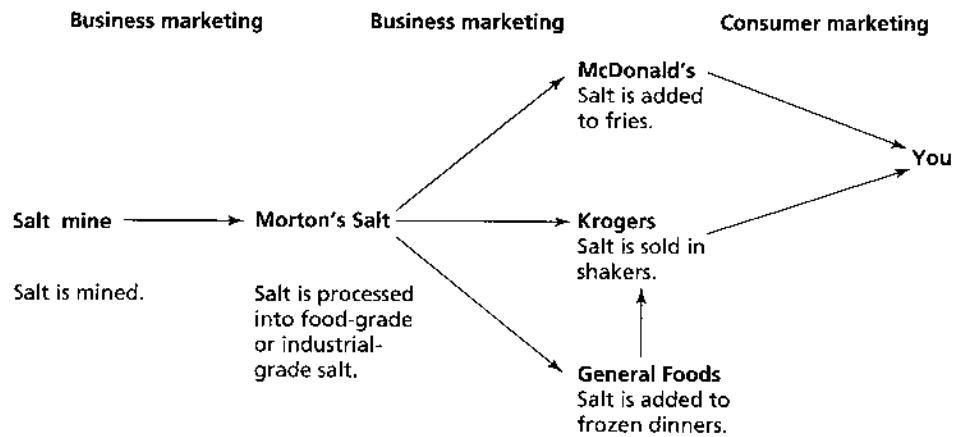 Business marketing
Business marketing
Consumer marketing
McDonald's
Salt is added
to fries.
You
Salt mine
Morton's Salt
Krogers
Salt is sold in
shakers.
Salt is mined.
Salt is processed
into food-grade
or industrial-
grade salt.
General Foods
Salt is added to
frozen dinners.